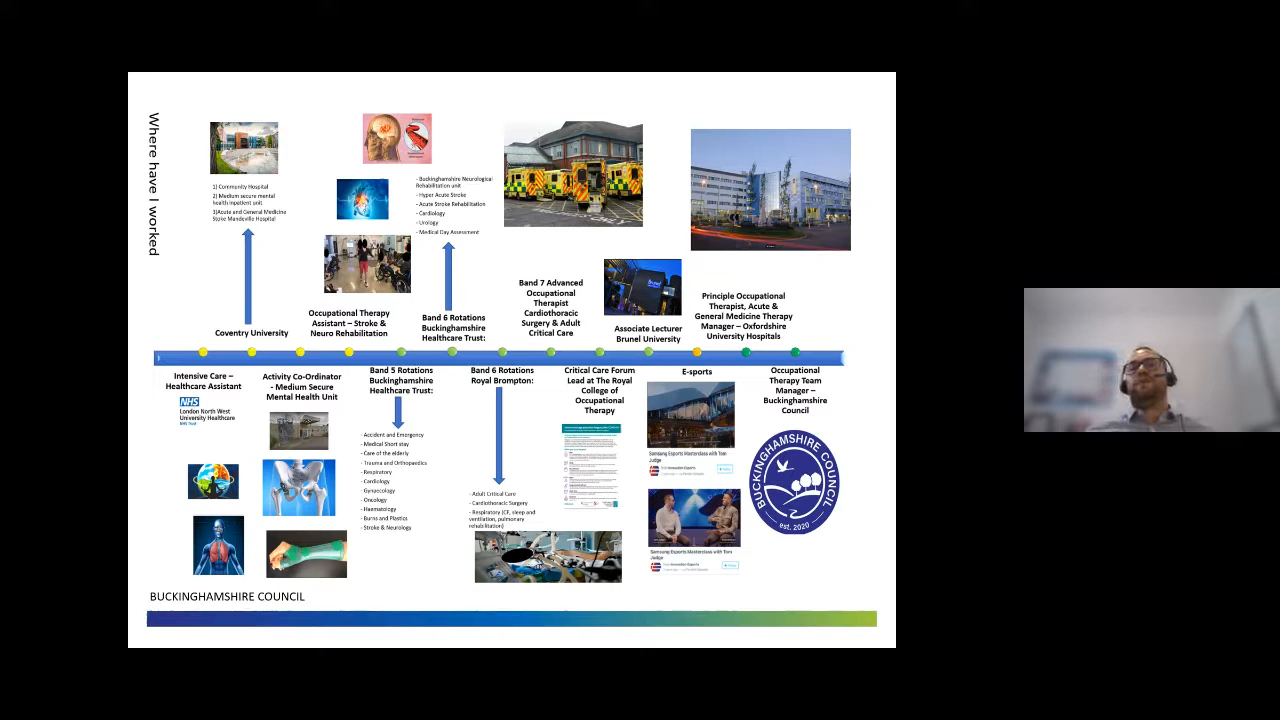 Where have I worked
1) Community Hospital
2) Medium secure mental
health inpatient unit
3)Acute and General Medicine
Stoke Mandeville Hospital
Coventry University
Occupational Therapy
Assistant – Stroke &
Neuro Rehabilitation
- Buckinghamshire Neurological
Rehabilitation unit
- Hyper Acute Stroke
- Acute Stroke Rehabilitation
- Cardiology
- Urology
- Medical Day Assessment
Band 6 Rotations
Buckinghamshire
Healthcare Trust:
Band 7 Advanced
Occupational
Therapist
Cardiothoracic
Surgery & Adult
Critical Care
Associate Lecturer
Brunel University
Principle Occupational
Therapist, Acute &
General Medicine Therapy
Manager – Oxfordshire
University Hospitals
Intensive Care –
Healthcare Assistant
NHS
London North West
University Healthcare
NHS Trust
Activity Co-Ordinator
- Medium Secure
Mental Health Unit
Band 5 Rotations
Buckinghamshire
Healthcare Trust:
- Accident and Emergency
- Medical Short stay
- Care of the elderly
- Trauma and Orthopaedics
- Respiratory
- Cardiology
- Gynaecology
- Oncology
- Haematology
- Burns and Plastics
- Stroke & Neurology
Band 6 Rotations
Royal Brompton:
- Adult Critical Care
- Cardiothoracic Surgery
- Respiratory (CF, sleep and
ventilation, pulmonary
rehabilitation)
Critical Care Forum
Lead at The Royal
College of
Occupational
Therapy
E-sports
Samsung Esports Masterclass with Tom
Judge
Samsung Esports Masterclass with Tom
Judge
Occupational
Therapy Team
Manager –
Buckinghamshire
Council
BUCKINGHAMSHIRE COUNCIL
est. 2020
BUCKINGHAMSHIRE COUNCIL